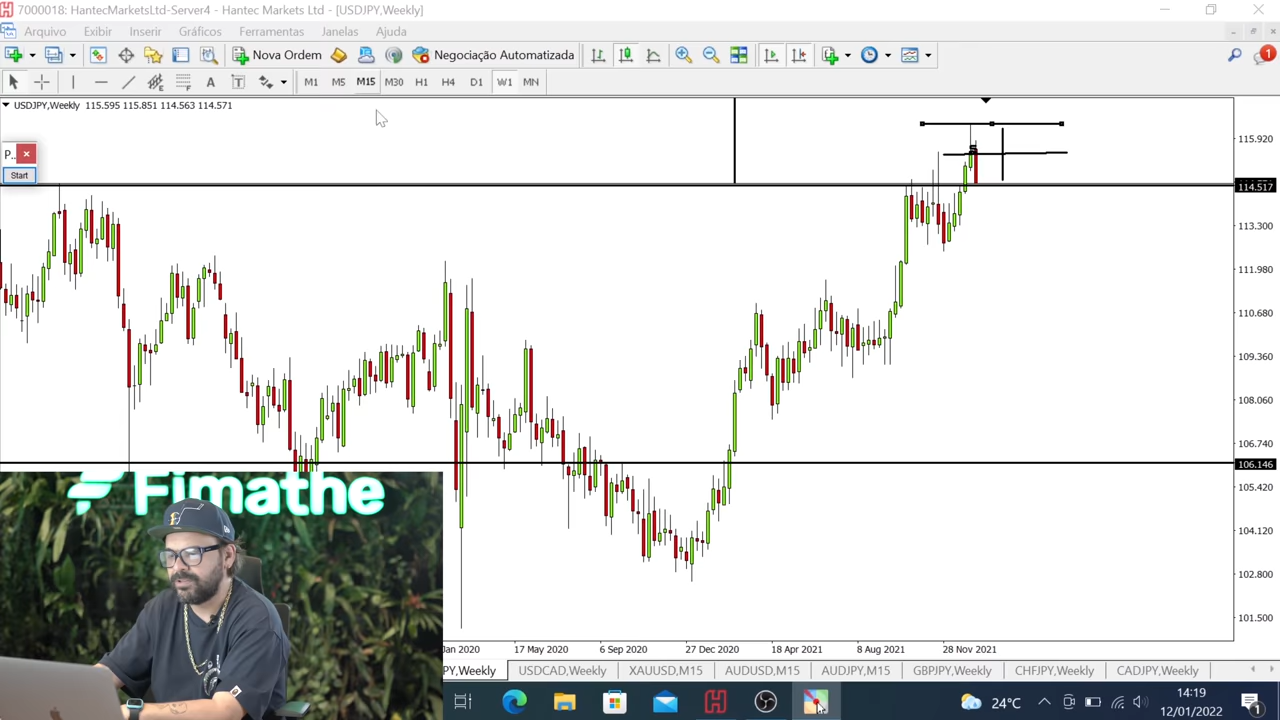 7000018: HantecMarketsLtd-Server4 - Hantec Markets Ltd - [USDJPY,Weekly]
Arquivo Exibir Inserir Gráficos Ferramentas Janelas Ajuda
Nova Ordem Negociação Automatizada 1
A T M1 M5 M15 M30 H1 H4 D1 W1 MN
USDJPY,Weekly 115.595 115.851 114.563 114.571
115.920
P..
S
Start
114.517
113.300
111.980
110.680
109.360
108.060
106.740
106.146
105.420
Fimathe
104.120
102.800
101.500
Jan 2020 17 May 2020 6 Sep 2020 27 Dec 2020 18 Apr 2021 8 Aug 2021 28 Nov 2021
PY,Weekly USDCAD,Weekly XAUUSD,M15 AUDUSD,M15 AUDJPY,M15 GBPJPY,Weekly CHFJPY,Weekly CADJPY,Weekly
24°C 14:19
12/01/2022 1